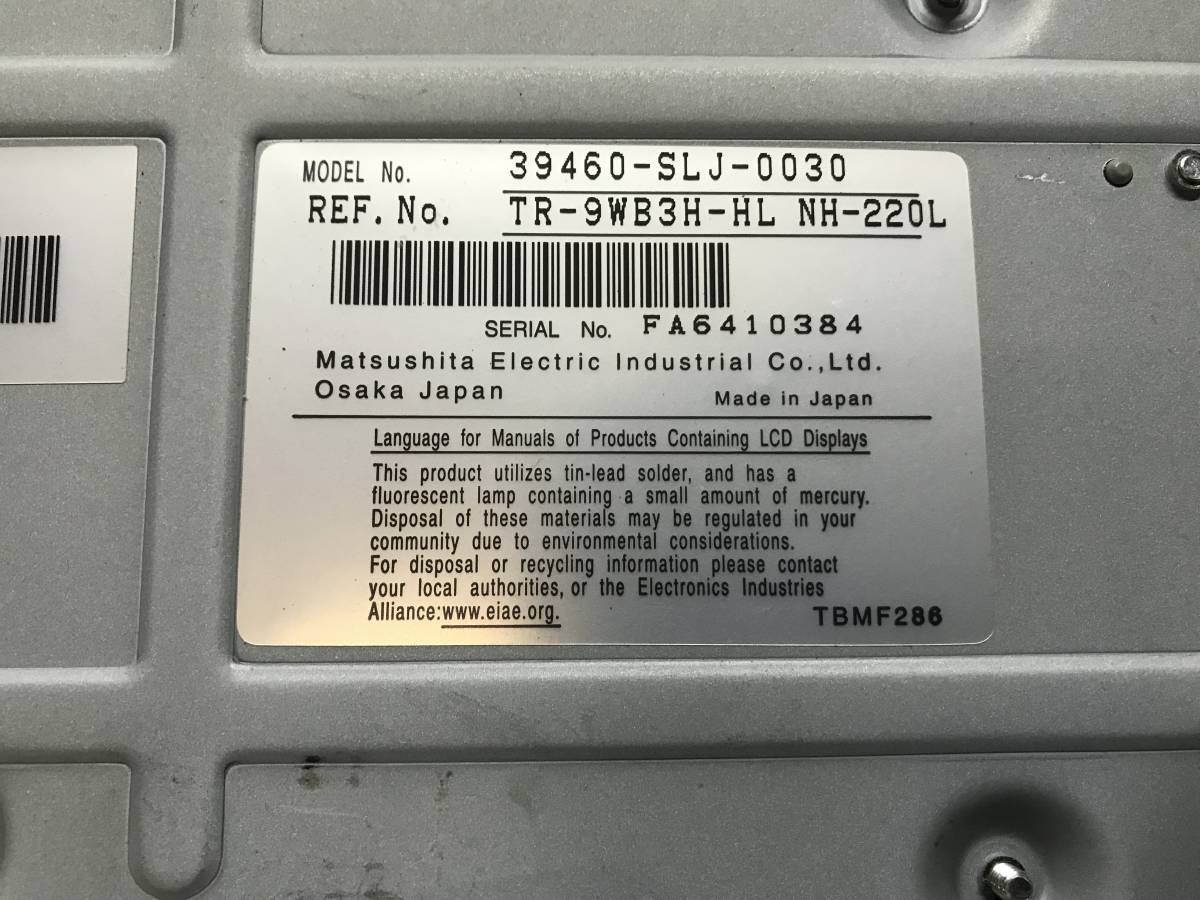 MODEL No. 39460-SLJ-0030
REF. No. TR-9WB3H-HL NH-220L
SERIAL No. FA6410384
Matsushita Electric Industrial Co.,Ltd.
Osaka Japan Made in Japan
Language for Manuals of Products Containing LCD Displays
This product utilizes tin-lead solder, and has a
fluorescent lamp containing a small amount of mercury.
Disposal of these materials may be regulated in your
community due to environmental considerations.
For disposal or recycling information please contact
your local authorities, or the Electronics Industries
Alliance:www.eiae.org.
TBMF286